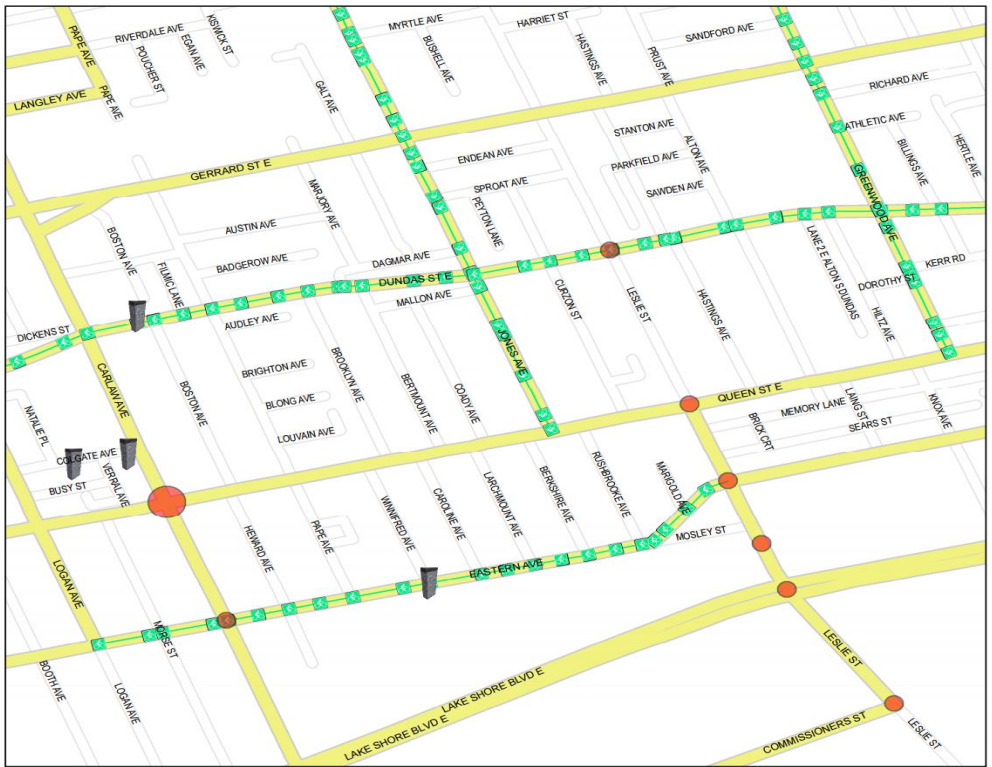 PAPE AVE
RIVERDALE AVE
KISWICK ST
EGAN AVE
POUCHER ST
MYRTLE AVE
HARRIET ST
SANDFORD AVE
BUSHELL AVE
HASTINGS AVE
PRUST AVE
LANGLEY AVE
PAPE AVE
GALT AVE
RICHARD AVE
ATHLETIC AVE
STANTON AVE
ALTON AVE
BILLINGS AVE
HERTLE AVE
GERRARD ST E
ENDEAN AVE
PARKFIELD AVE
SPROAT AVE
SAWDEN AVE
MARJORY AVE
PEYTON LANE
GREENWOOD AVE
AUSTIN AVE
BOSTON AVE
BADGEROW AVE
DAGMAR AVE
FILMIC LANE
DUNDAS ST E
LANE 2 E ALTON S DUNDAS
KERR RD
DOROTHY ST
MALLON AVE
CURZON ST
LESLIE ST
HASTINGS AVE
HILTZ AVE
DICKENS ST
AUDLEY AVE
JONES AVE
CARLAW AVE
BRIGHTON AVE
BROOKLYN AVE
BERTMOUNT AVE
COADY AVE
BOSTON AVE
BLONG AVE
LOUVAIN AVE
QUEEN ST E
MEMORY LANE
LAING ST
KNOX AVE
BRICK CRT
SEARS ST
NATALIE PL
COLGATE AVE
BUSY ST
VERRAL AVE
RUSHBROOKE AVE
MARIGOLD AVE
BERKSHIRE AVE
LARCHMOUNT AVE
CAROLINE AVE
WINNIFRED AVE
PAPE AVE
HEWARD AVE
MOSLEY ST
EASTERN AVE
LOGAN AVE
MORSE ST
BOOTH AVE
LOGAN AVE
LESLIE ST
LAKE SHORE BLVD E
LAKE SHORE BLVD E
COMMISSIONERS ST
LESLIE ST